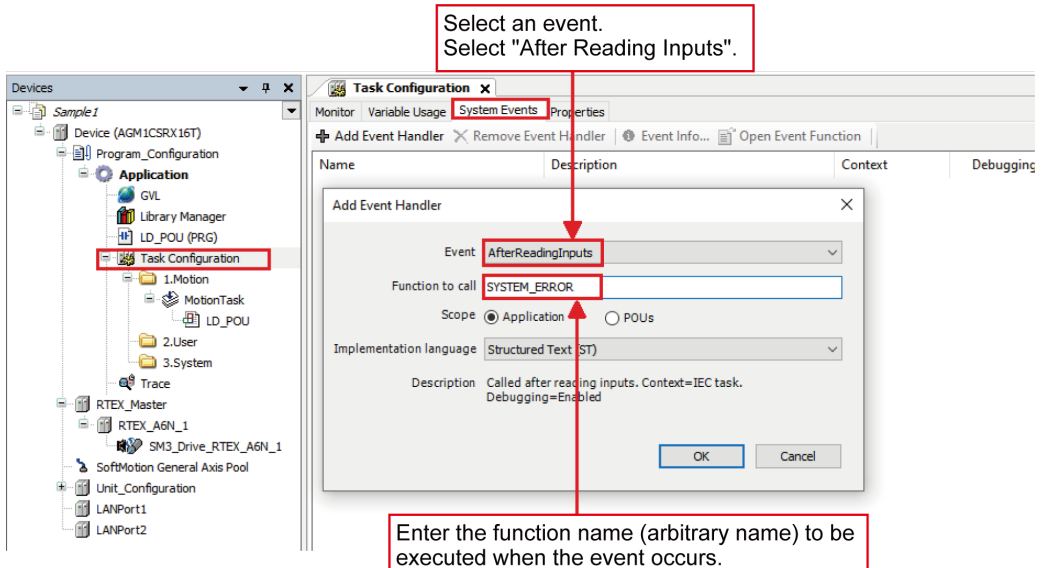 Select an event.
Select "After Reading Inputs".
Devices
Sample1
Device (AGM1CSRX16T)
Program_Configuration
Application
GVL
Library Manager
LD_POU (PRG)
Task Configuration
1.Motion
MotionTask
LD_POU
2.User
3.System
Trace
RTEX_Master
RTEX_A6N_1
SM3_Drive_RTEX_A6N_1
SoftMotion General Axis Pool
Unit_Configuration
LANPort1
LANPort2
Task Configuration
Monitor Variable Usage System Events Properties
Add Event Handler Remove Event Handler Event Info... Open Event Function
Name Description Context Debugging
Add Event Handler
Event AfterReadingInputs
Function to call SYSTEM_ERROR
Scope Application POUs
Implementation language Structured Text (ST)
Description Called after reading inputs. Context=IEC task.
Debugging=Enabled
OK Cancel
Enter the function name (arbitrary name) to be
executed when the event occurs.